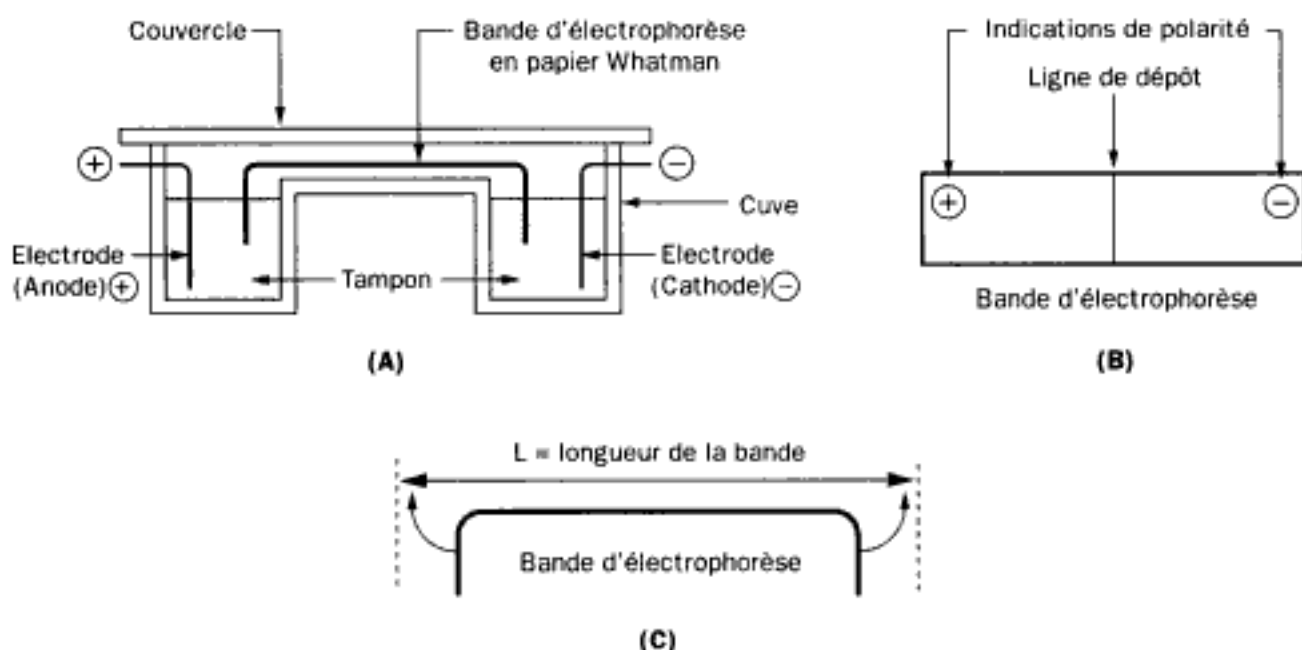 Couvercle
Bande d'électrophorèse
en papier Whatman
+
−
Cuve
Electrode
(Anode) +
Tampon
Electrode
(Cathode) −
(A)
Indications de polarité
Ligne de dépôt
+
−
Bande d'électrophorèse
(B)
L = longueur de la bande
Bande d'électrophorèse
(C)